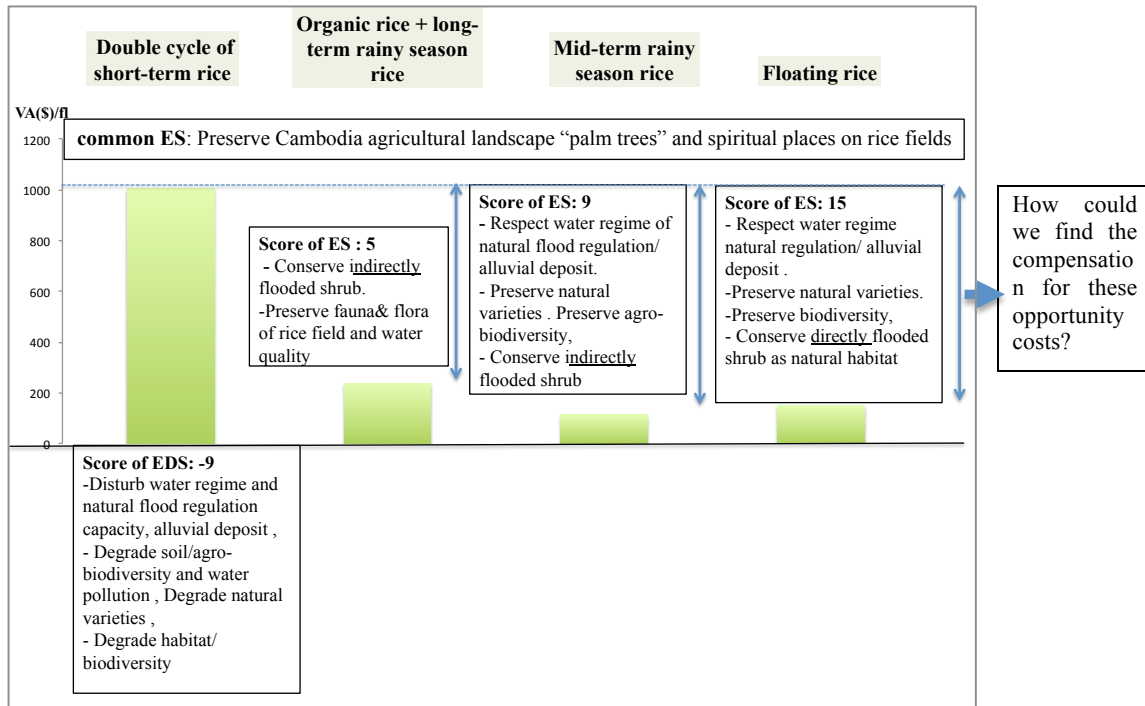 Double cycle of
short-term rice
Organic rice + long-
term rainy season
rice
Mid-term rainy
season rice
Floating rice
VA($)/fl
common ES: Preserve Cambodia agricultural landscape “palm trees” and spiritual places on rice fields
1200
1000
800
600
400
200
0
Score of ES : 5
- Conserve indirectly
flooded shrub.
-Preserve fauna& flora
of rice field and water
quality
Score of ES: 9
- Respect water regime of
natural flood regulation/
alluvial deposit.
- Preserve natural
varieties . Preserve agro-
biodiversity,
- Conserve indirectly
flooded shrub
Score of ES: 15
- Respect water regime
natural regulation/ alluvial
deposit .
-Preserve natural varieties.
-Preserve biodiversity,
- Conserve directly flooded
shrub as natural habitat
How could
we find the
compensatio
n for these
opportunity
costs?
Score of EDS: -9
-Disturb water regime and
natural flood regulation
capacity, alluvial deposit ,
- Degrade soil/agro-
biodiversity and water
pollution , Degrade natural
varieties ,
- Degrade habitat/
biodiversity